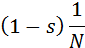 (1 − s) 1/N